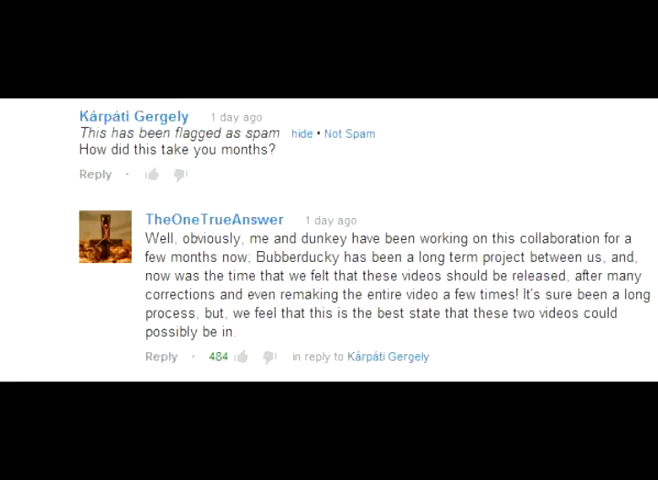 Kárpáti Gergely 1 day ago
This has been flagged as spam hide • Not Spam
How did this take you months?
Reply ·
TheOneTrueAnswer 1 day ago
Well, obviously, me and dunkey have been working on this collaboration for a
few months now; Bubberducky has been a long term project between us, and,
now was the time that we felt that these videos should be released, after many
corrections and even remaking the entire video a few times! It's sure been a long
process, but, we feel that this is the best state that these two videos could
possibly be in.
Reply · 484 in reply to Kárpáti Gergely